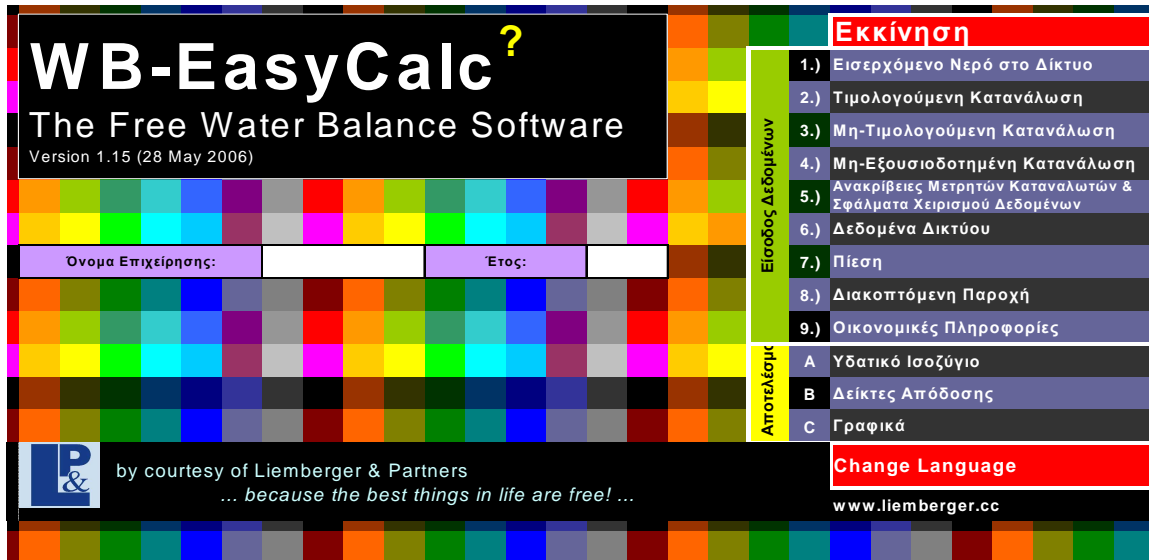 WB-EasyCalc?
The Free Water Balance Software
Version 1.15 (28 May 2006)
Όνομα Επιχείρησης:
Έτος:
Εκκίνηση
Είσοδος Δεδομένων
1.) Εισερχόμενο Νερό στο Δίκτυο
2.) Τιμολογούμενη Κατανάλωση
3.) Μη-Τιμολογούμενη Κατανάλωση
4.) Μη-Εξουσιοδοτημένη Κατανάλωση
5.) Ανακρίβειες Μετρητών Καταναλωτών &
Σφάλματα Χειρισμού Δεδομένων
6.) Δεδομένα Δικτύου
7.) Πίεση
8.) Διακοπτόμενη Παροχή
9.) Οικονομικές Πληροφορίες
Αποτελέσμα
A Υδατικό Ισοζύγιο
B Δείκτες Απόδοσης
C Γραφικά
LP&
by courtesy of Liemberger & Partners
... because the best things in life are free! ...
Change Language
www.liemberger.cc